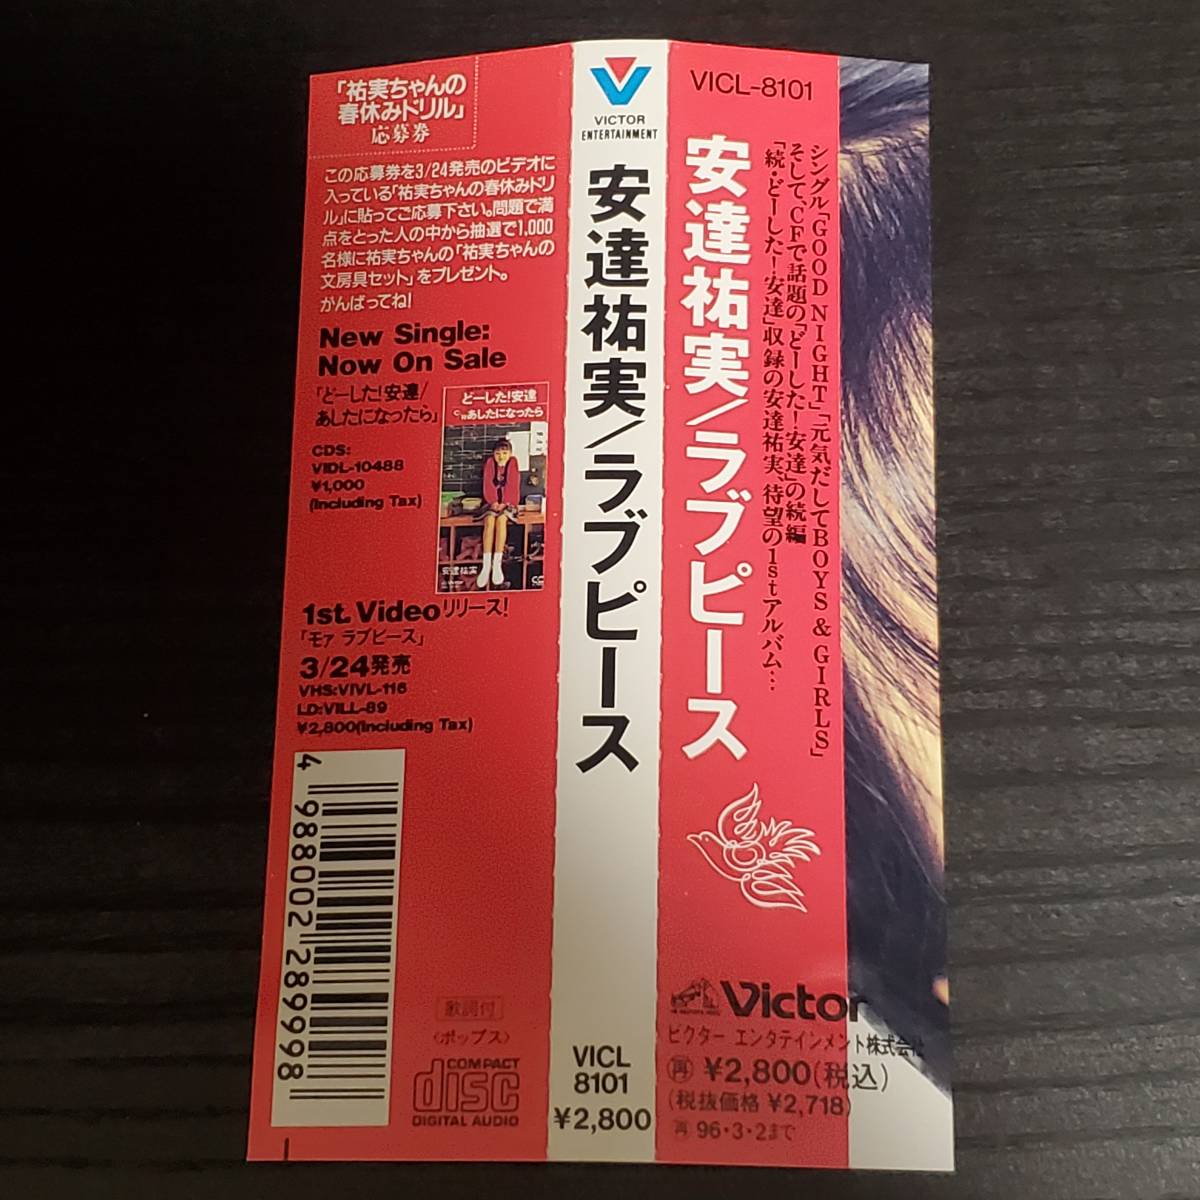 「祐実ちゃんの
春休みドリル」
応募券
この応募券を3/24発売のビデオに
入っている「祐実ちゃんの春休みドリ
ル」に貼ってご応募下さい。問題で満
点をとった人の中から抽選で1,000
名様に祐実ちゃんの「祐実ちゃんの
文房具セット」をプレゼント。
がんばってね!
New Single:
Now On Sale
「どーした!安達/
あしたになったら」
CDS:
VIDL-10488
¥1,000
(Including Tax)
どーした!安達
あしたになったら
安達祐実
1st. Videoリリース!
「モア ラブピース」
3/24発売
VHS:VIVL-116
LD:VILL-89
¥2,800(Including Tax)
4 988002 289998
歌詞付
〈ポップス〉
COMPACT
disc
DIGITAL AUDIO
VICTOR
ENTERTAINMENT
安達祐実/ラブピース
VICL
8101
¥2,800
VICL-8101
シングル「GOOD NIGHT」「元気だしてBOYS & GIRLS」
そして、CFで話題の「どーした!安達」の続編
「続・どーした!安達」収録の安達祐実、待望の1stアルバム…
安達祐実/ラブピース
Victor
ビクター エンタテインメント株式会社
再 ¥2,800(税込)
(税抜価格 ¥2,718)
再 96・3・2まで